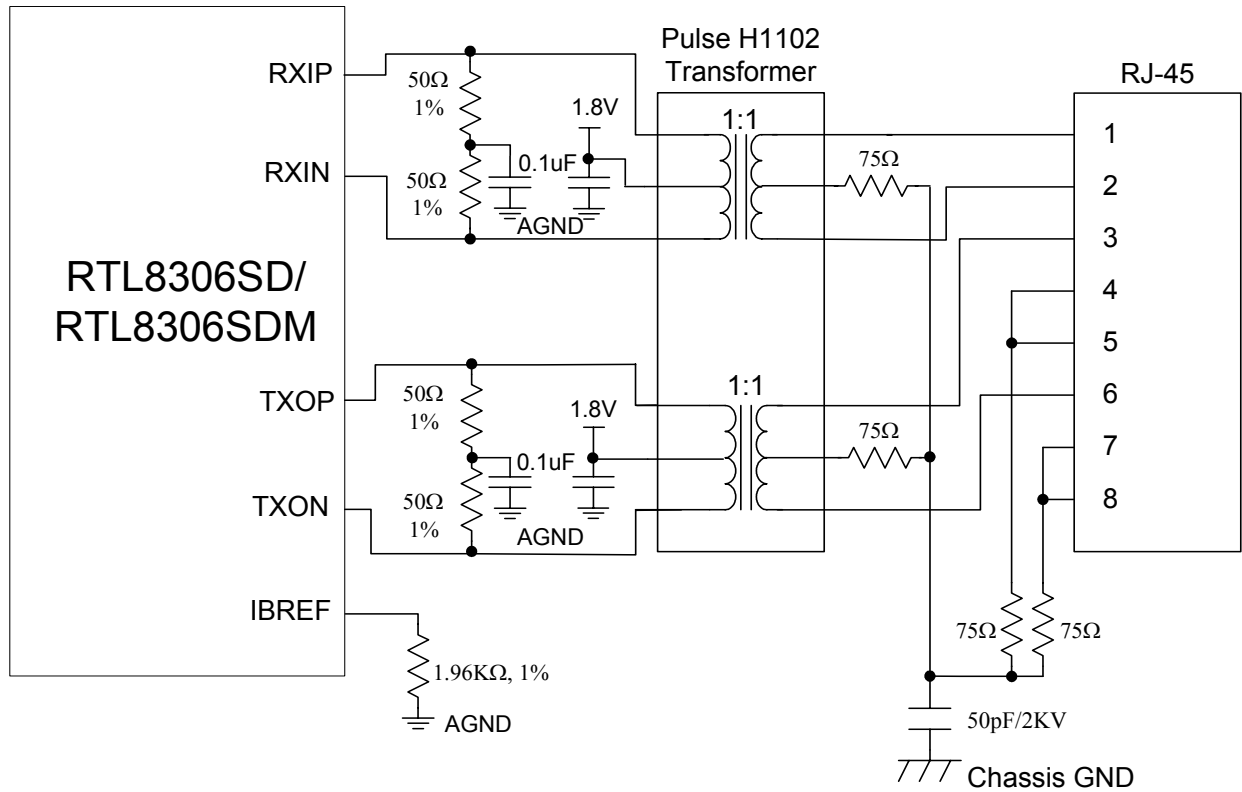 Pulse H1102
Transformer
RJ-45
RXIP
50Ω
1%
1.8V
1:1
1
RXIN
50Ω
1%
0.1uF
AGND
75Ω
2
3
RTL8306SD/
RTL8306SDM
4
5
TXOP
50Ω
1%
1.8V
1:1
6
0.1uF
75Ω
7
TXON
50Ω
1%
AGND
8
IBREF
1.96KΩ, 1%
AGND
75Ω
75Ω
50pF/2KV
Chassis GND